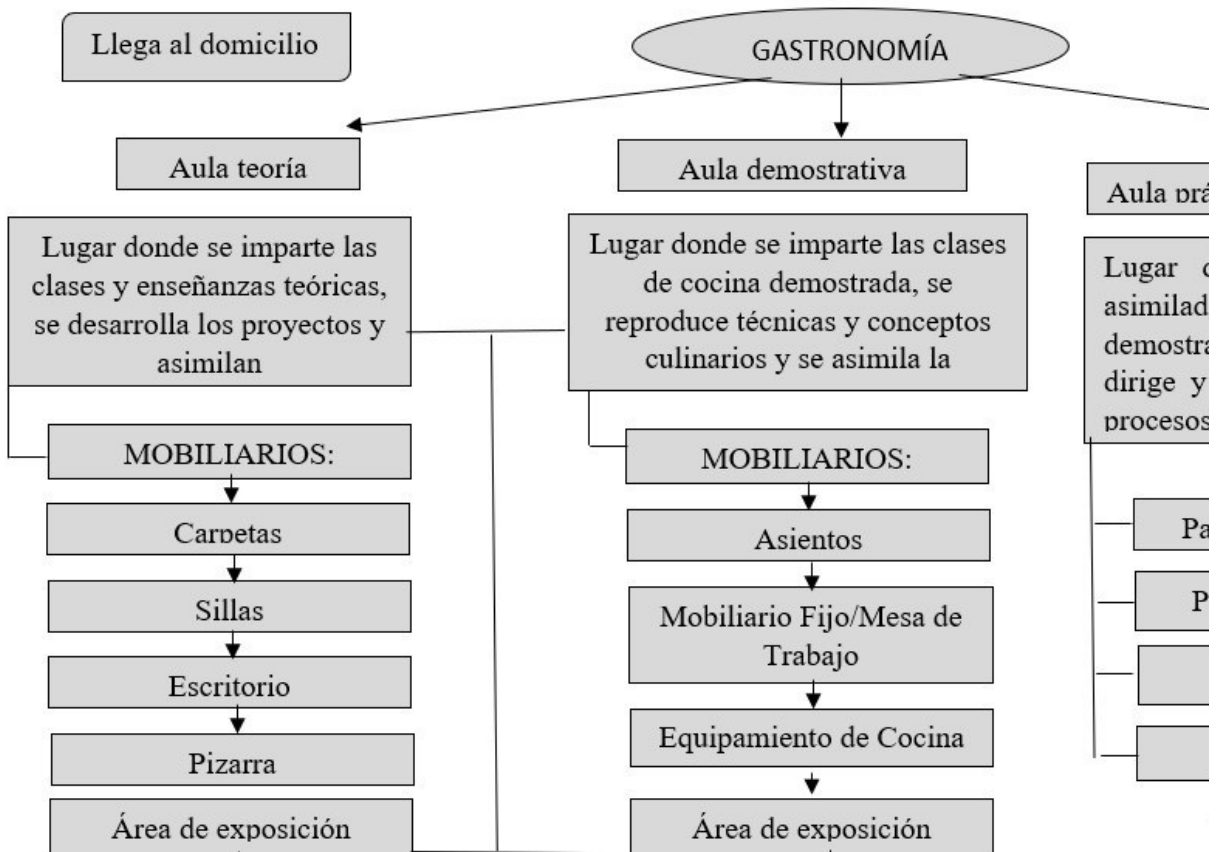 Llega al domicilio
GASTRONOMÍA
Aula teoría
Lugar donde se imparte las
clases y enseñanzas teóricas,
se desarrolla los proyectos y
asimilan
MOBILIARIOS:
Carpetas
Sillas
Escritorio
Pizarra
Área de exposición
Aula demostrativa
Lugar donde se imparte las clases
de cocina demostrada, se
reproduce técnicas y conceptos
culinarios y se asimila la
MOBILIARIOS:
Asientos
Mobiliario Fijo/Mesa de
Trabajo
Equipamiento de Cocina
Área de exposición
Aula
Lugar
dirige y
procesos